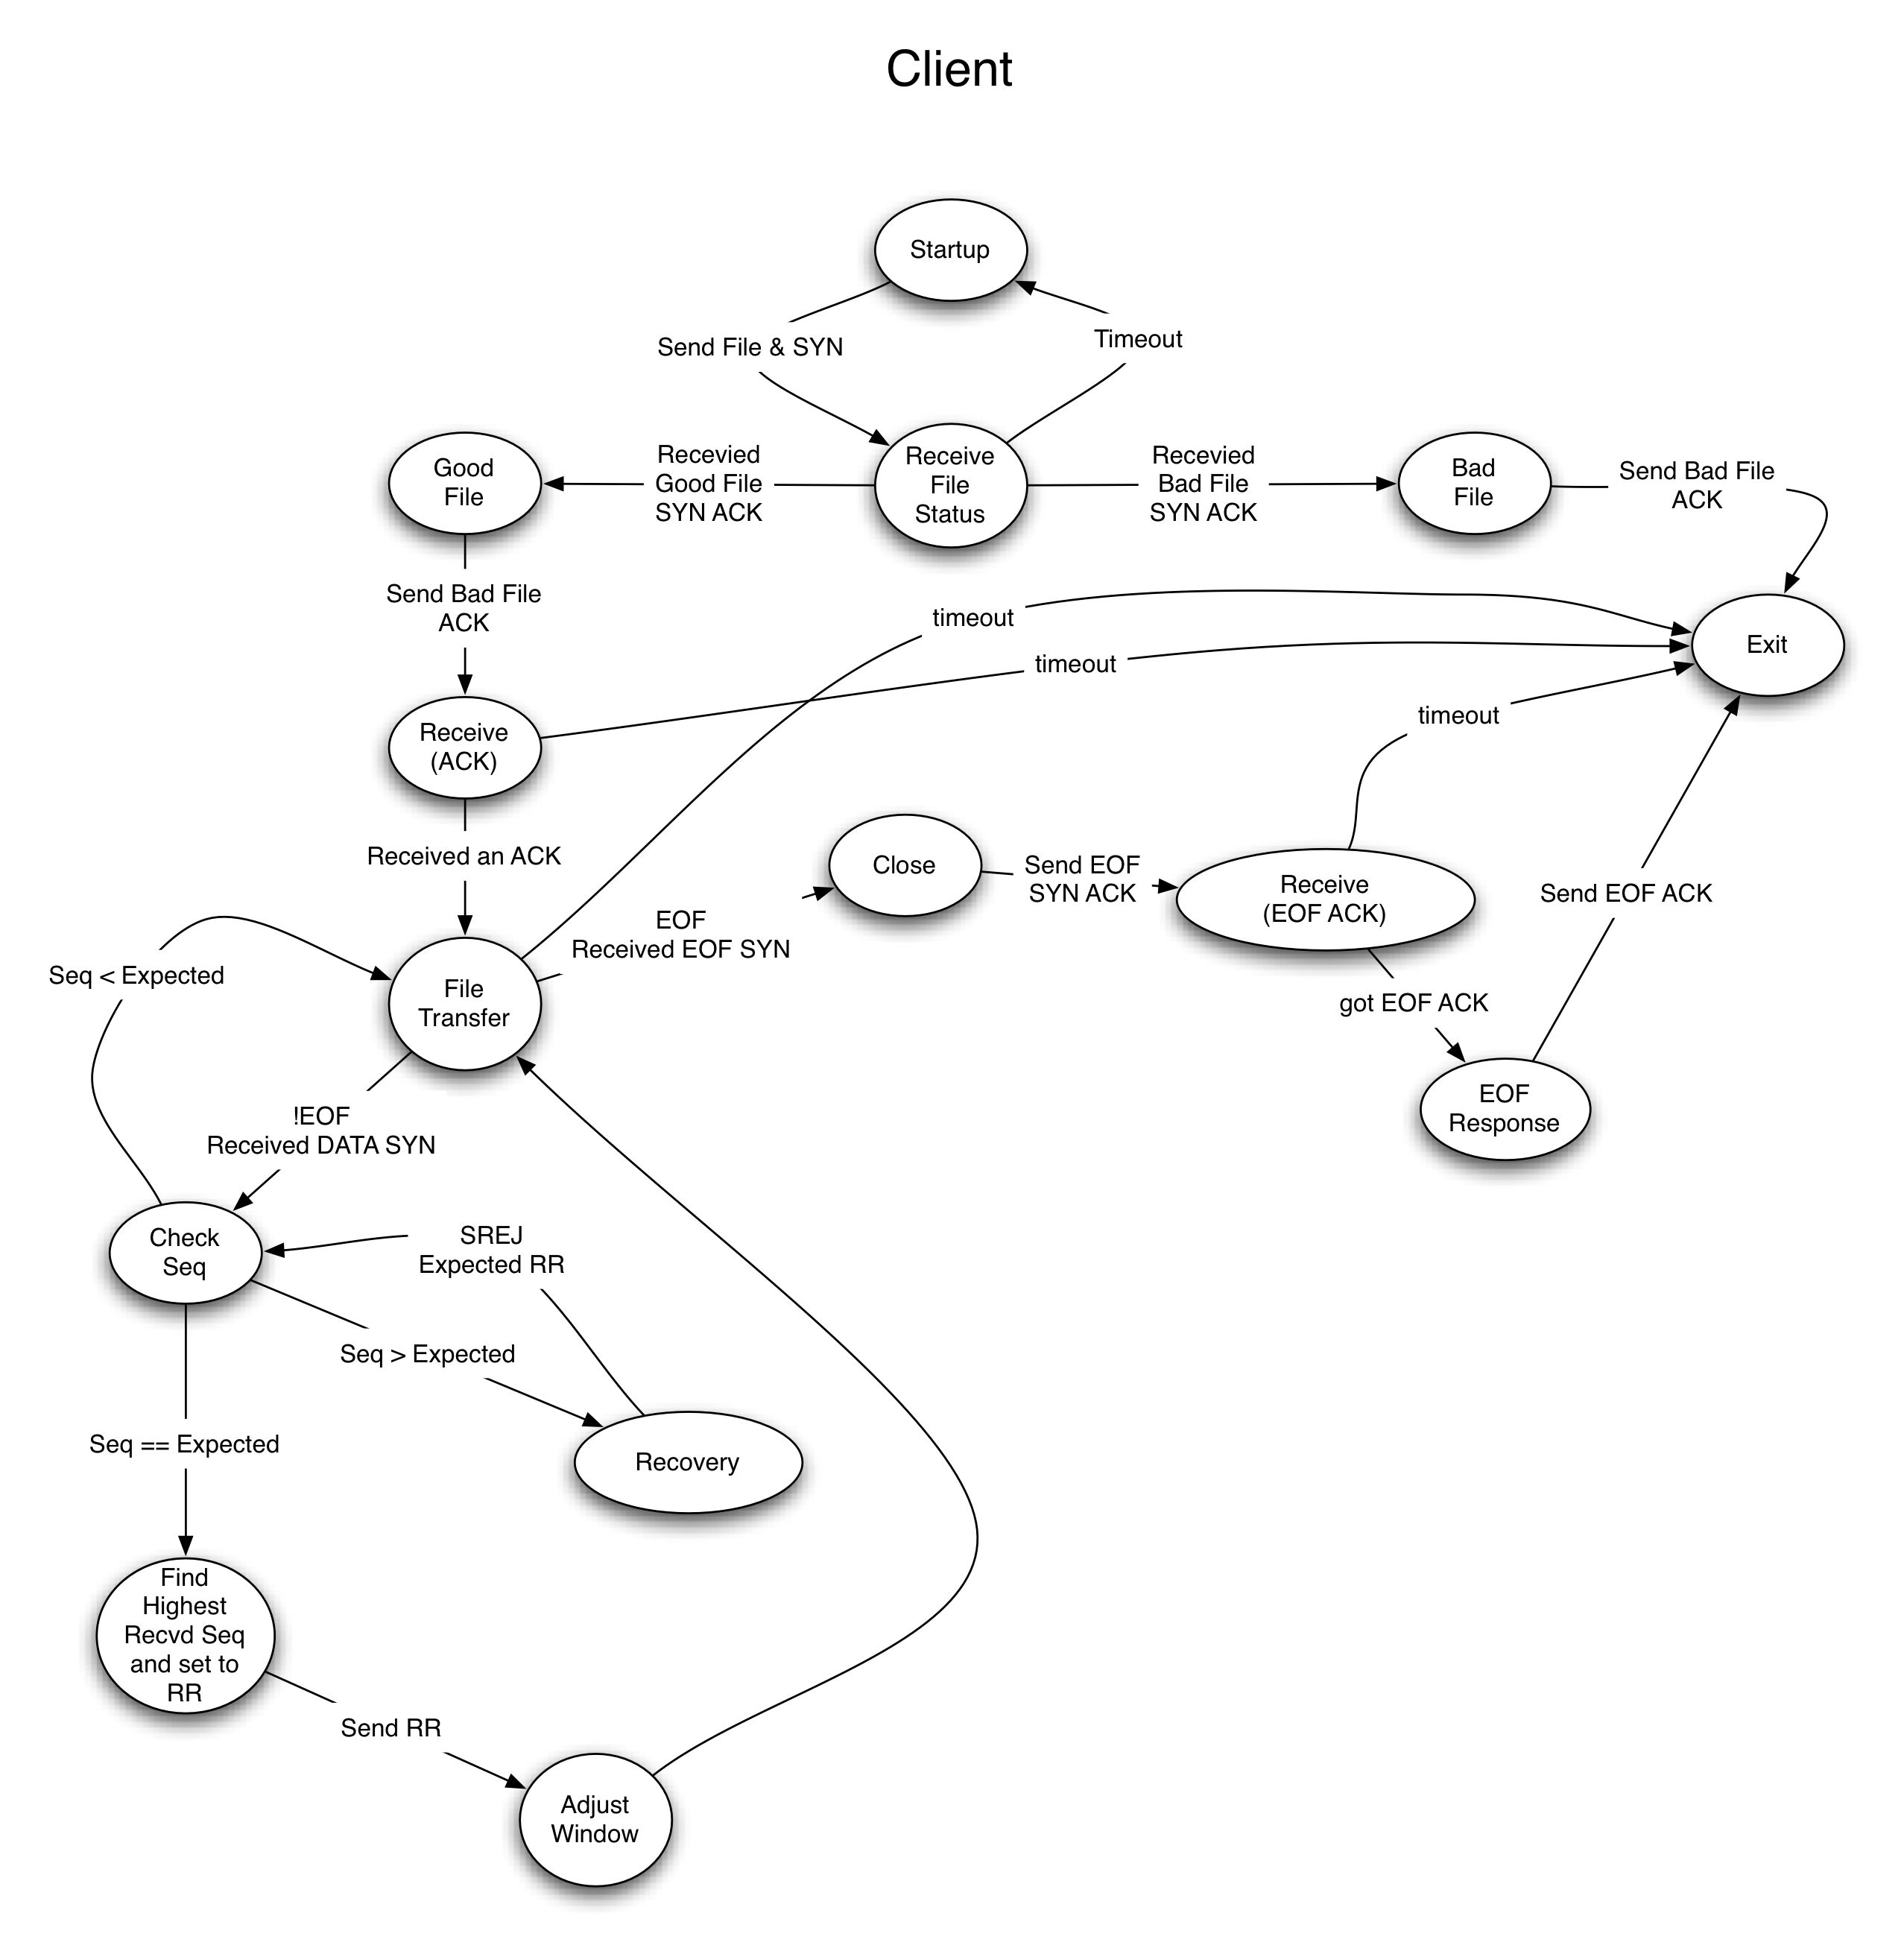 Client
Startup
Send File & SYN
Timeout
Good
File
Recevied
Good File
SYN ACK
Receive
File
Status
Recevied
Bad File
SYN ACK
Bad
File
Send Bad File
ACK
Send Bad File
ACK
timeout
Exit
timeout
timeout
Receive
(ACK)
Received an ACK
Close
Send EOF
SYN ACK
Receive
(EOF ACK)
Send EOF ACK
EOF
Received EOF SYN
Seq < Expected
File
Transfer
got EOF ACK
EOF
Response
!EOF
Received DATA SYN
Check
Seq
SREJ
Expected RR
Seq > Expected
Seq == Expected
Recovery
Find
Highest
Recvd Seq
and set to
RR
Send RR
Adjust
Window